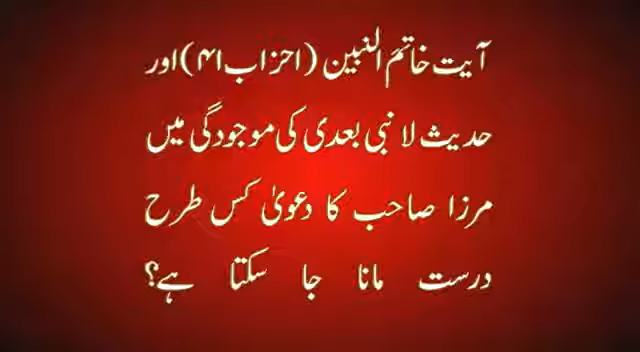 آیت خاتم النبیین (احزاب ۴۱) اور
حدیث لا نبی بعدی کی موجودگی میں
مرزا صاحب کا دعویٰ کس طرح
درست مانا جا سکتا ہے؟